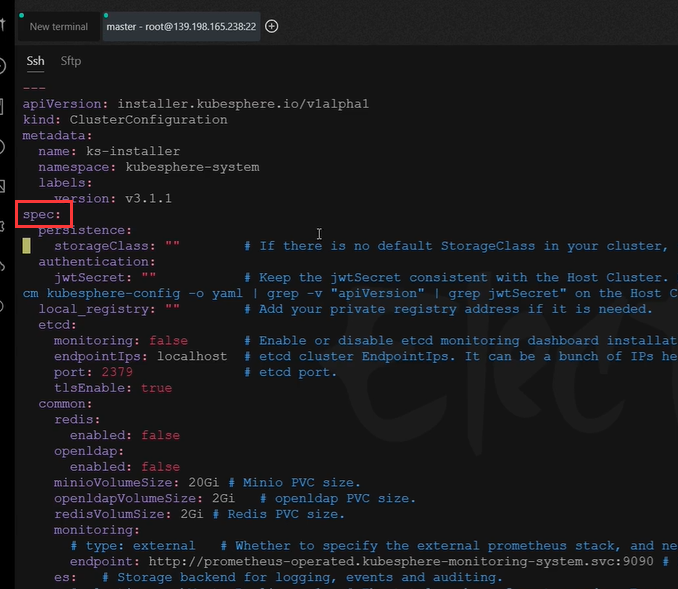 New terminal
master - root@139.198.165.238:22
Ssh Sftp
---
apiVersion: installer.kubesphere.io/v1alpha1
kind: ClusterConfiguration
metadata:
  name: ks-installer
  namespace: kubesphere-system
  labels:
    version: v3.1.1
spec:
  persistence:
    storageClass: "" # If there is no default StorageClass in your cluster,
  authentication:
    jwtSecret: "" # Keep the jwtSecret consistent with the Host Cluster.
cm kubesphere-config -o yaml | grep -v "apiVersion" | grep jwtSecret" on the Host C
  local_registry: "" # Add your private registry address if it is needed.
  etcd:
    monitoring: false # Enable or disable etcd monitoring dashboard installat
    endpointIps: localhost # etcd cluster EndpointIps. It can be a bunch of IPs he
    port: 2379 # etcd port.
    tlsEnable: true
  common:
    redis:
      enabled: false
    openldap:
      enabled: false
    minioVolumeSize: 20Gi # Minio PVC size.
    openldapVolumeSize: 2Gi # openldap PVC size.
    redisVolumSize: 2Gi # Redis PVC size.
    monitoring:
      # type: external # Whether to specify the external prometheus stack, and ne
      endpoint: http://prometheus-operated.kubesphere-monitoring-system.svc:9090 #
    es: # Storage backend for logging, events and auditing.